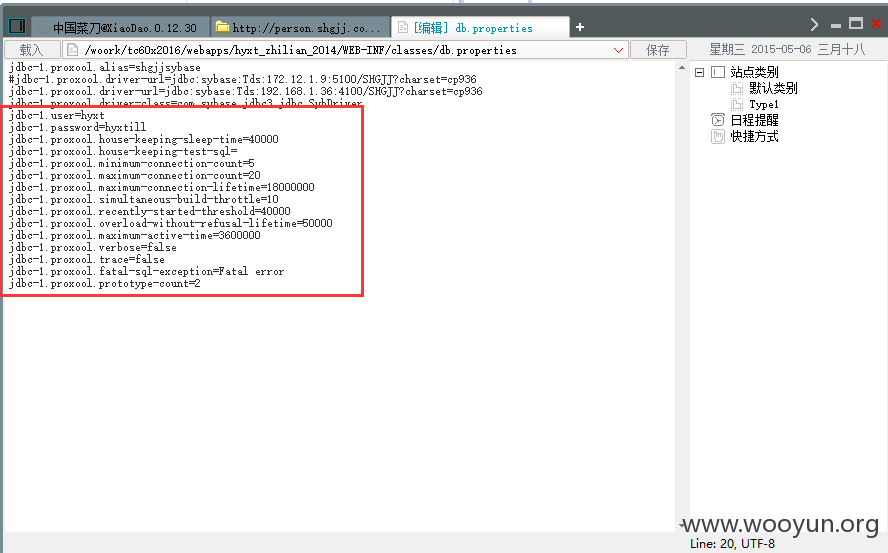 中国菜刀@XiaoDao.0.12.30
http://person.shgjj.co...
[编辑] db.properties
载入
/woork/tc60x2016/webapps/hyxt_zhilian_2014/WEB-INF/classes/db.properties
保存
星期三 2015-05-06 三月十八
jdbc-1.proxool.alias=shgjjsybase
#jdbc-1.proxool.driver-url=jdbc:sybase:Tds:172.12.1.9:5100/SHGJJ?charset=cp936
jdbc-1.proxool.driver-url=jdbc:sybase:Tds:192.168.1.36:4100/SHGJJ?charset=cp936
jdbc-1.proxool.driver-class=com.sybase.jdbc3.jdbc.SybDriver
jdbc-1.user=hyxt
jdbc-1.password=hyxtill
jdbc-1.proxool.house-keeping-sleep-time=40000
jdbc-1.proxool.house-keeping-test-sql=
jdbc-1.proxool.minimum-connection-count=5
jdbc-1.proxool.maximum-connection-count=20
jdbc-1.proxool.maximum-connection-lifetime=18000000
jdbc-1.proxool.simultaneous-build-throttle=10
jdbc-1.proxool.recently-started-threshold=40000
jdbc-1.proxool.overload-without-refusal-lifetime=50000
jdbc-1.proxool.maximum-active-time=3600000
jdbc-1.proxool.verbose=false
jdbc-1.proxool.trace=false
jdbc-1.proxool.fatal-sql-exception=Fatal error
jdbc-1.proxool.prototype-count=2
站点类别
默认类别
Type1
日程提醒
快捷方式
www.wooyun.org
Line: 20, UTF-8